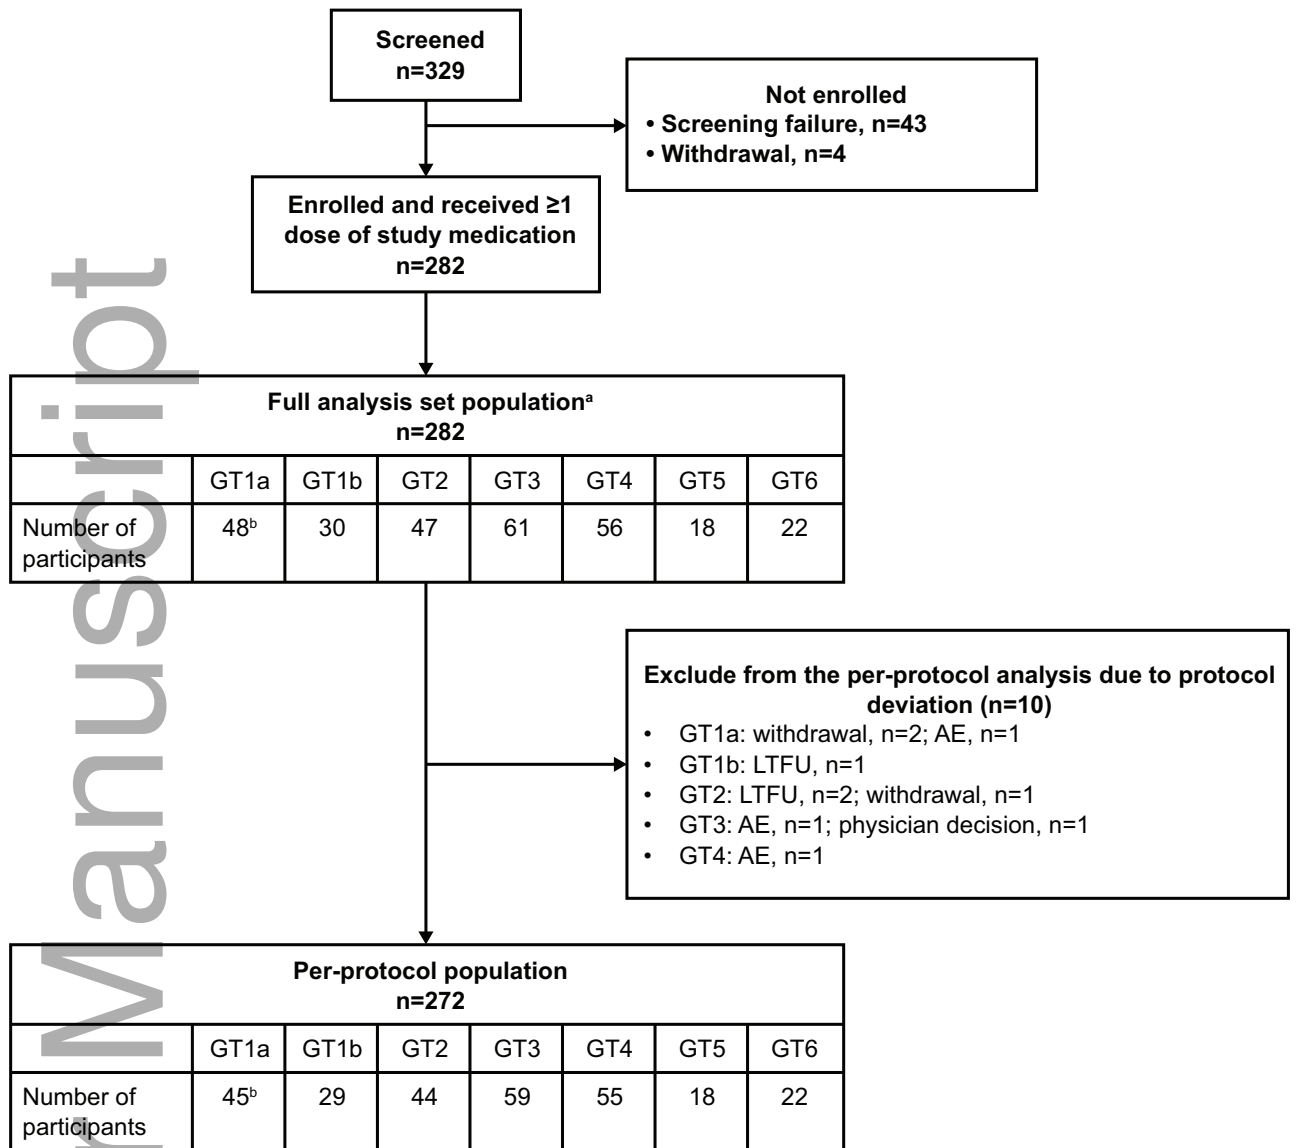 Screened
n=329
Not enrolled
• Screening failure, n=43
• Withdrawal, n=4
Enrolled and received ≥1
dose of study medication
n=282
Full analysis set populationᵃ
n=282
GT1a GT1b GT2 GT3 GT4 GT5 GT6
Number of participants 48ᵇ 30 47 61 56 18 22
Exclude from the per-protocol analysis due to protocol
deviation (n=10)
• GT1a: withdrawal, n=2; AE, n=1
• GT1b: LTFU, n=1
• GT2: LTFU, n=2; withdrawal, n=1
• GT3: AE, n=1; physician decision, n=1
• GT4: AE, n=1
Per-protocol population
n=272
GT1a GT1b GT2 GT3 GT4 GT5 GT6
Number of participants 45ᵇ 29 44 59 55 18 22
Manuscript